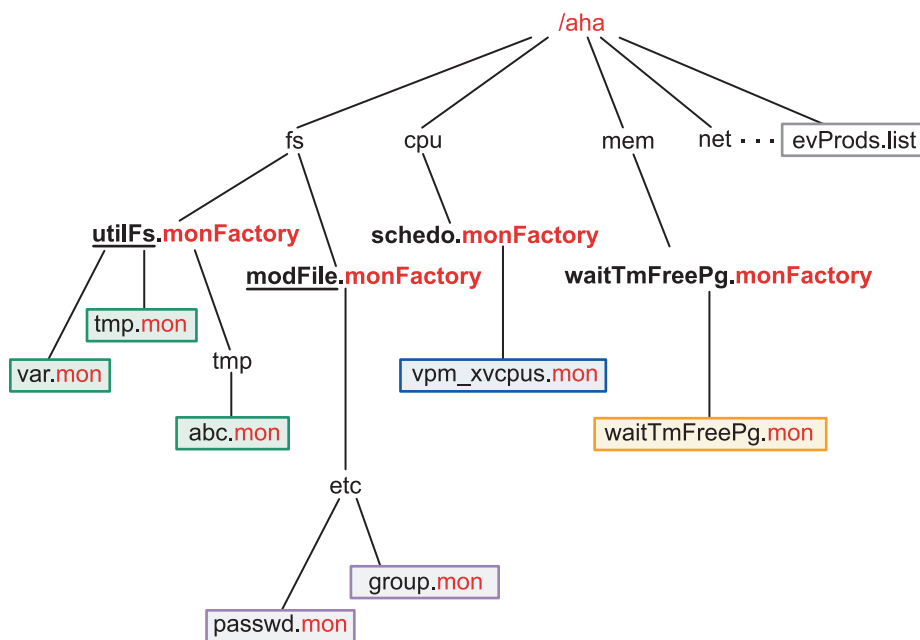 /aha
fs
cpu
mem
net
evProds.list
utilFs.monFactory
schedo.monFactory
modFile.monFactory
waitTmFreePg.monFactory
tmp.mon
var.mon
tmp
vpm_xvcpus.mon
abc.mon
waitTmFreePg.mon
etc
group.mon
passwd.mon